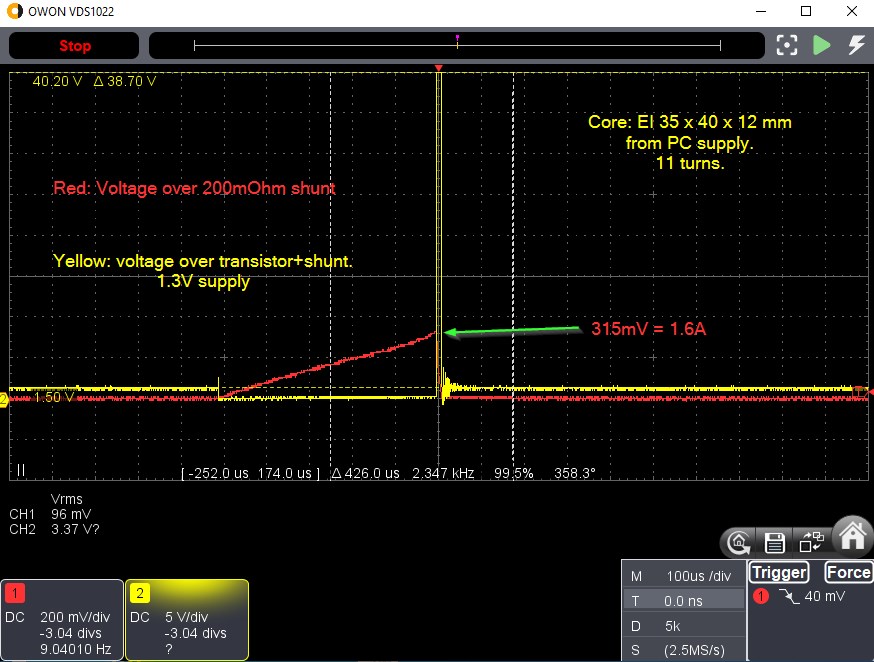 OWON VDS1022
Stop
40.20 V Δ 38.70 V
Core: EI 35 x 40 x 12 mm
from PC supply.
11 turns.
Red: Voltage over 200mOhm shunt
Yellow: voltage over transistor+shunt.
1.3V supply
315mV = 1.6A
2
1.50 V
II
[ -252.0 us 174.0 us ] Δ 426.0 us 2.347 kHz 99.5% 358.3°
Vrms
CH1 96 mV
CH2 3.37 V?
1
DC 200 mV/div
-3.04 divs
9.04010 Hz
2
DC 5 V/div
-3.04 divs
?
M 100us /div
T 0.0 ns
D 5k
S (2.5MS/s)
Trigger Force
1 40 mV